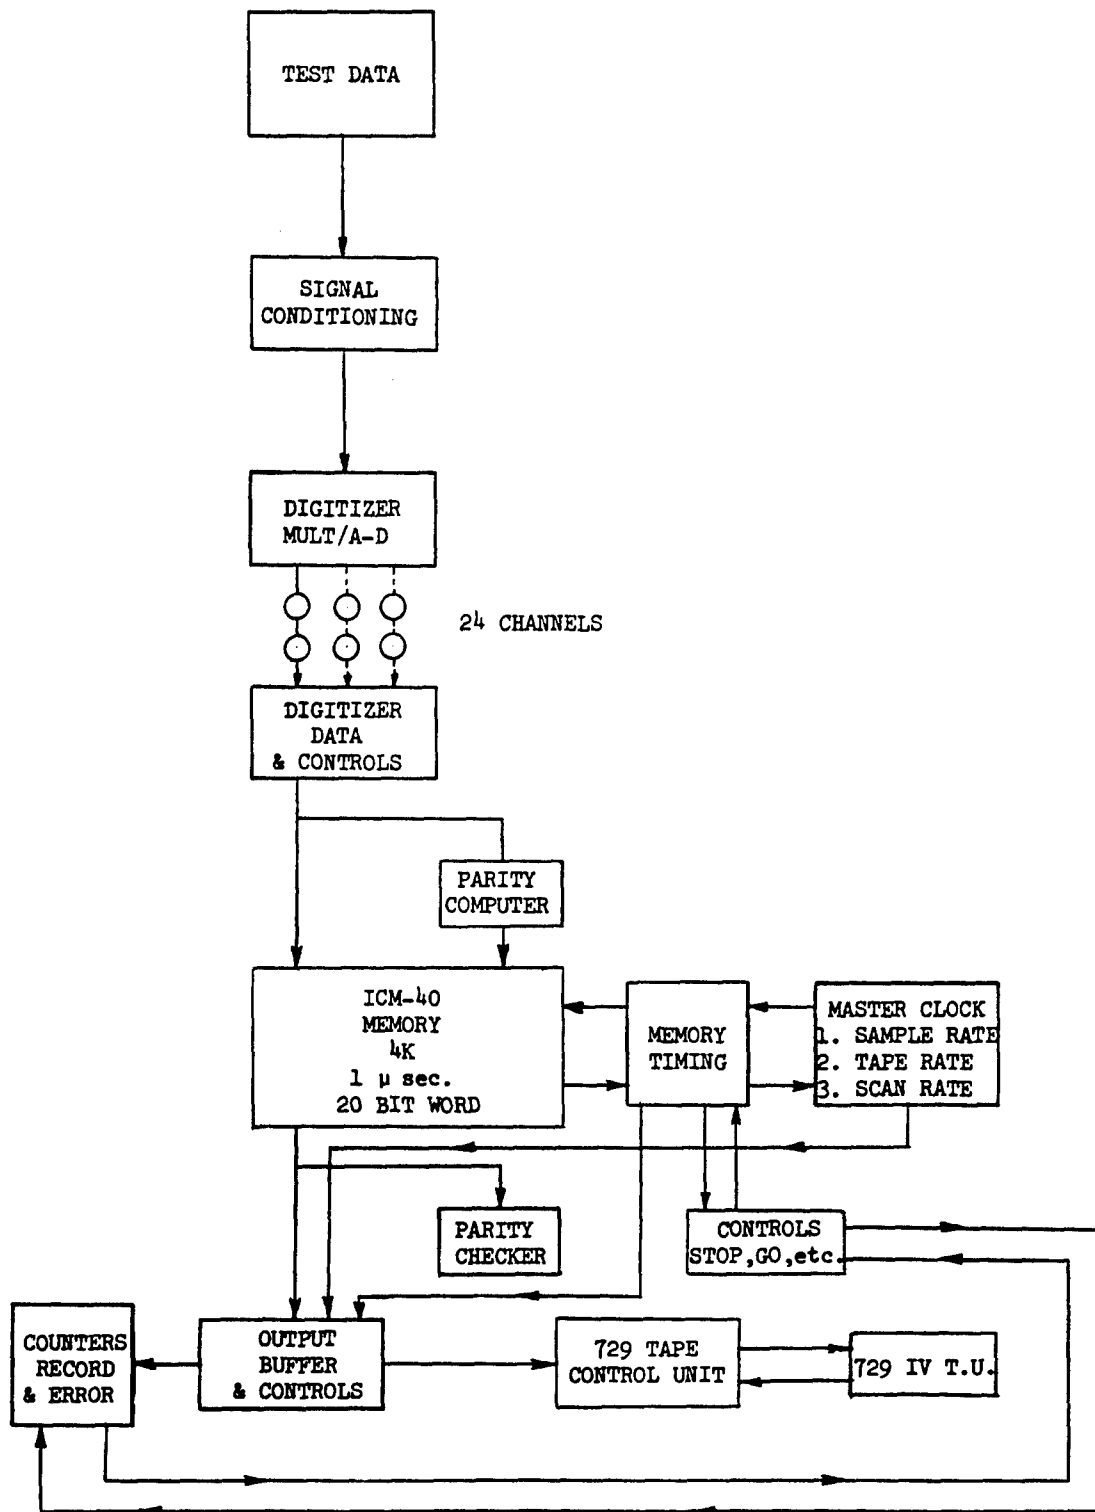 TEST DATA
SIGNAL
CONDITIONING
DIGITIZER
MULT/A-D
24 CHANNELS
DIGITIZER
DATA
& CONTROLS
PARITY
COMPUTER
ICM-40
MEMORY
4K
1 µ sec.
20 BIT WORD
MEMORY
TIMING
MASTER CLOCK
1. SAMPLE RATE
2. TAPE RATE
3. SCAN RATE
PARITY
CHECKER
CONTROLS
STOP,GO,etc.
COUNTERS
RECORD
& ERROR
OUTPUT
BUFFER
& CONTROLS
729 TAPE
CONTROL UNIT
729 IV T.U.